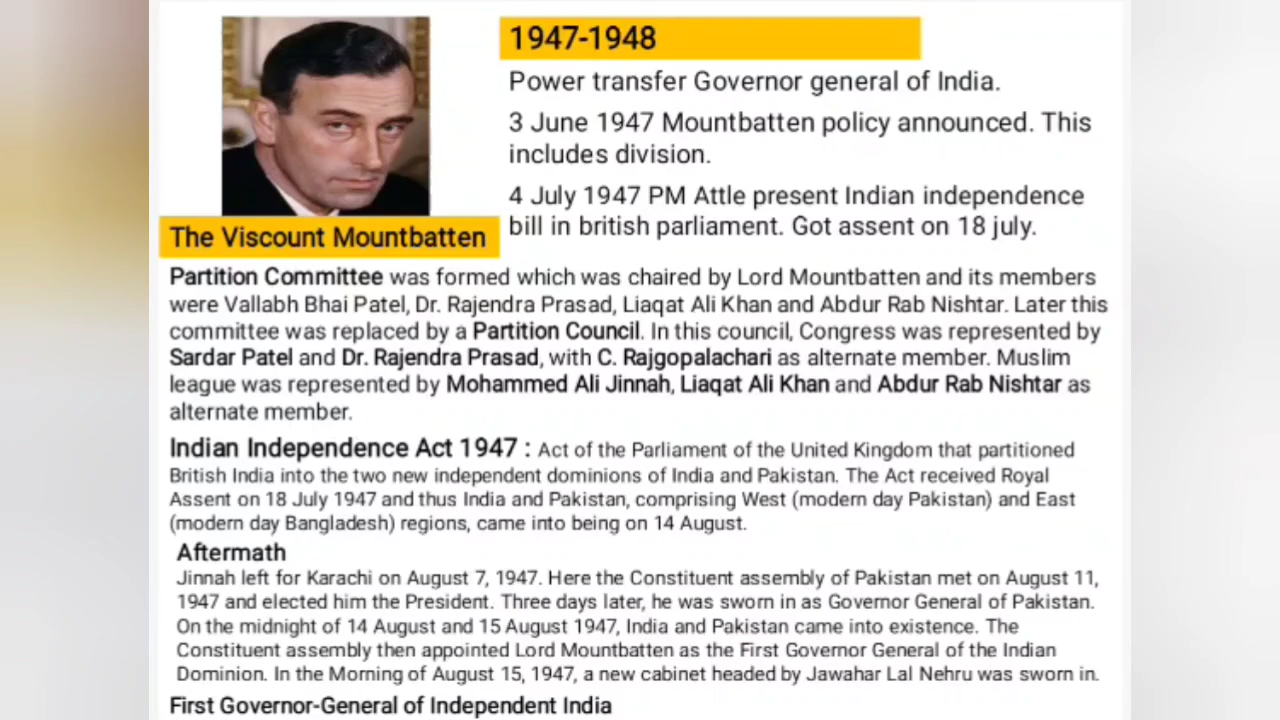 1947-1948
Power transfer Governor general of India.
3 June 1947 Mountbatten policy announced. This
includes division.
4 July 1947 PM Attle present Indian independence
bill in british parliament. Got assent on 18 july.
The Viscount Mountbatten
Partition Committee was formed which was chaired by Lord Mountbatten and its members
were Vallabh Bhai Patel, Dr. Rajendra Prasad, Liaqat Ali Khan and Abdur Rab Nishtar. Later this
committee was replaced by a Partition Council. In this council, Congress was represented by
Sardar Patel and Dr. Rajendra Prasad, with C. Rajgopalachari as alternate member. Muslim
league was represented by Mohammed Ali Jinnah, Liaqat Ali Khan and Abdur Rab Nishtar as
alternate member.
Indian Independence Act 1947 : Act of the Parliament of the United Kingdom that partitioned
British India into the two new independent dominions of India and Pakistan. The Act received Royal
Assent on 18 July 1947 and thus India and Pakistan, comprising West (modern day Pakistan) and East
(modern day Bangladesh) regions, came into being on 14 August.
Aftermath
Jinnah left for Karachi on August 7, 1947. Here the Constituent assembly of Pakistan met on August 11,
1947 and elected him the President. Three days later, he was sworn in as Governor General of Pakistan.
On the midnight of 14 August and 15 August 1947, India and Pakistan came into existence. The
Constituent assembly then appointed Lord Mountbatten as the First Governor General of the Indian
Dominion. In the Morning of August 15, 1947, a new cabinet headed by Jawahar Lal Nehru was sworn in.
First Governor-General of Independent India